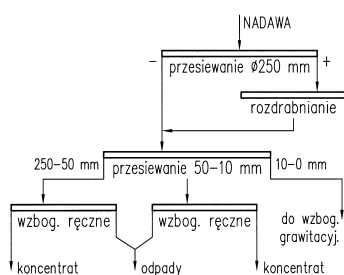 NADAWA
- przesiewanie ø250 mm +
rozdrabnianie
250-50 mm przesiewanie 50-10 mm 10-0 mm
wzbog. ręczne wzbog. ręczne
do wzbog.
grawitacyj.
koncentrat odpady koncentrat